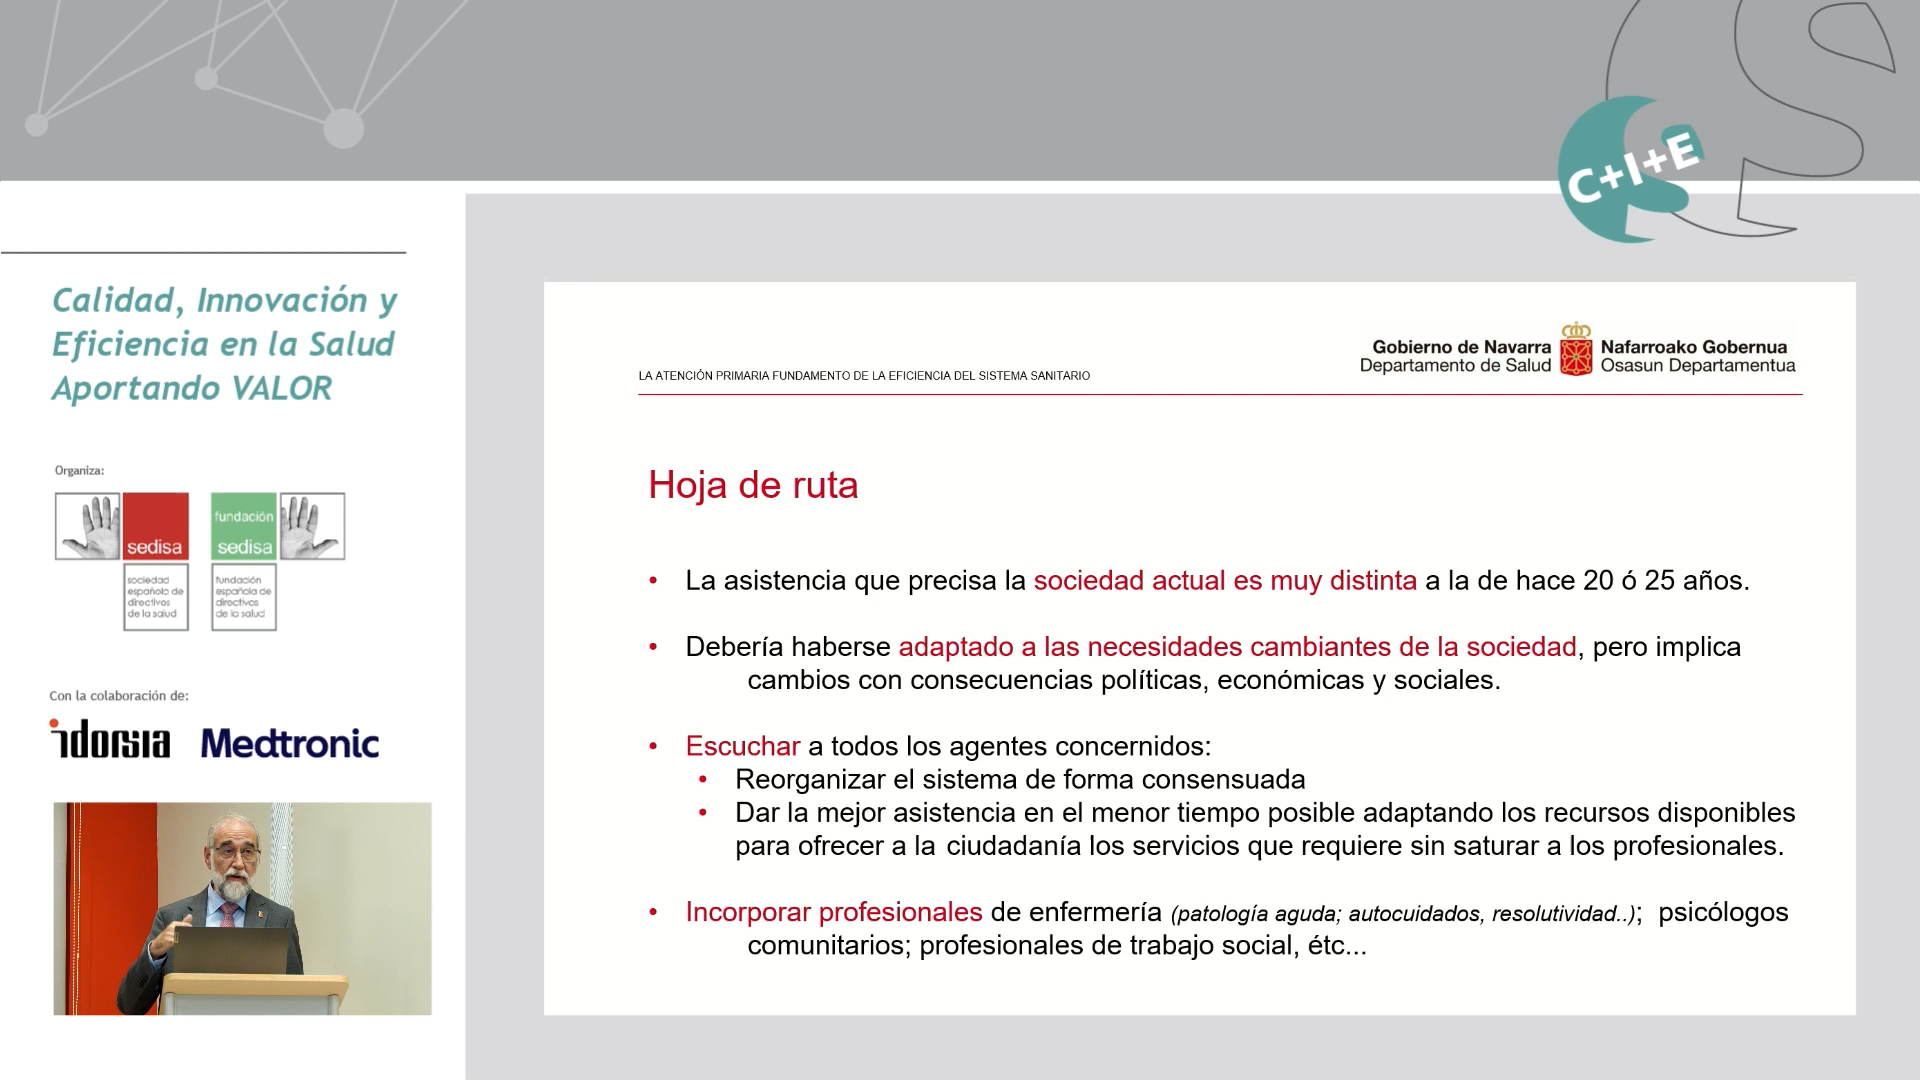 C+I+E
Calidad, Innovación y
Eficiencia en la Salud
Aportando VALOR
Organiza:
sedisa
sociedad
española de
directivos
de la salud
fundación
sedisa
fundación
española de
directivos
de la salud
Con la colaboración de:
idorsia
Medtronic
LA ATENCIÓN PRIMARIA FUNDAMENTO DE LA EFICIENCIA DEL SISTEMA SANITARIO
Gobierno de Navarra
Departamento de Salud
Nafarroako Gobernua
Osasun Departamentua
Hoja de ruta
• La asistencia que precisa la sociedad actual es muy distinta a la de hace 20 ó 25 años.
• Debería haberse adaptado a las necesidades cambiantes de la sociedad, pero implica
cambios con consecuencias políticas, económicas y sociales.
• Escuchar a todos los agentes concernidos:
• Reorganizar el sistema de forma consensuada
• Dar la mejor asistencia en el menor tiempo posible adaptando los recursos disponibles
para ofrecer a la ciudadanía los servicios que requiere sin saturar a los profesionales.
• Incorporar profesionales de enfermería (patología aguda; autocuidados, resolutividad..); psicólogos
comunitarios; profesionales de trabajo social, étc...